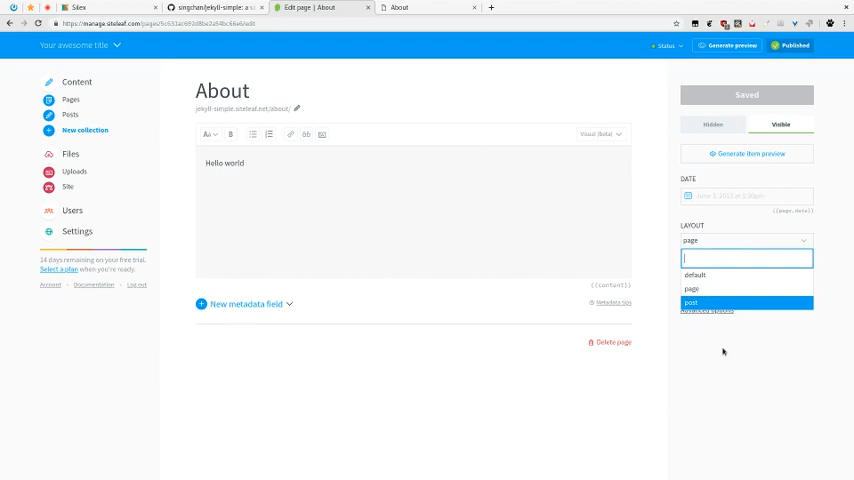 Silex
singchan/jekyll-simple: a s
Edit page | About
About
https://manage.siteleaf.com/pages/5c631ac692d8be2a54bc66e6/edit
Your awesome title
Status
Generate preview
Published
Content
Pages
Posts
New collection
Files
Uploads
Site
Users
Settings
14 days remaining on your free trial.
Select a plan when you're ready.
Account · Documentation · Log out
About
jekyll-simple.siteleaf.net/about/
Aa
B
Visual (beta)
Hello world
{{content}}
New metadata field
Metadata tips
Delete page
Saved
Hidden
Visible
Generate item preview
DATE
{{page.date}}
LAYOUT
page
default
page
post
Advanced options